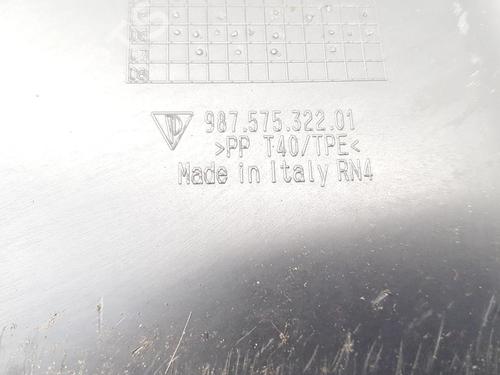 987.575.322.01
>PP T40/TPE<
Made in Italy RN4